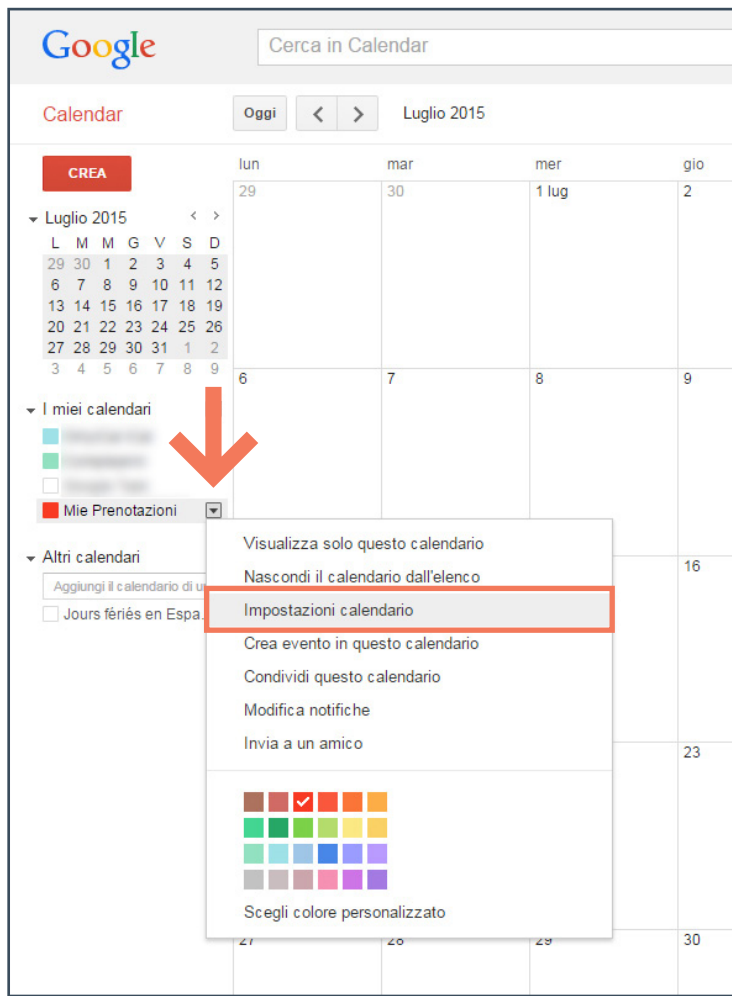 Google
Cerca in Calendar
Calendar
Oggi
Luglio 2015
CREA
lun mar mer gio
29 30 1 lug 2
Luglio 2015
L M M G V S D
29 30 1 2 3 4 5
6 7 8 9 10 11 12
13 14 15 16 17 18 19
20 21 22 23 24 25 26
27 28 29 30 31 1 2
3 4 5 6 7 8 9
6 7 8 9
I miei calendari
Mie Prenotazioni
Altri calendari
Aggiungi il calendario di
Jours fériés en Espa.
Visualizza solo questo calendario
Nascondi il calendario dall'elenco
Impostazioni calendario
Crea evento in questo calendario
Condividi questo calendario
Modifica notifiche
Invia a un amico
Scegli colore personalizzato
16
23
27 28 29 30